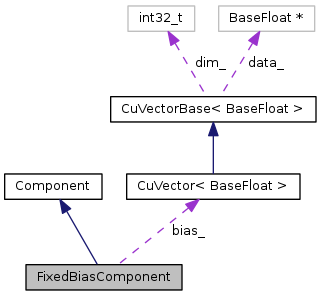 int32_t
BaseFloat *
dim_
data_
CuVectorBase< BaseFloat >
Component
CuVector< BaseFloat >
bias_
FixedBiasComponent